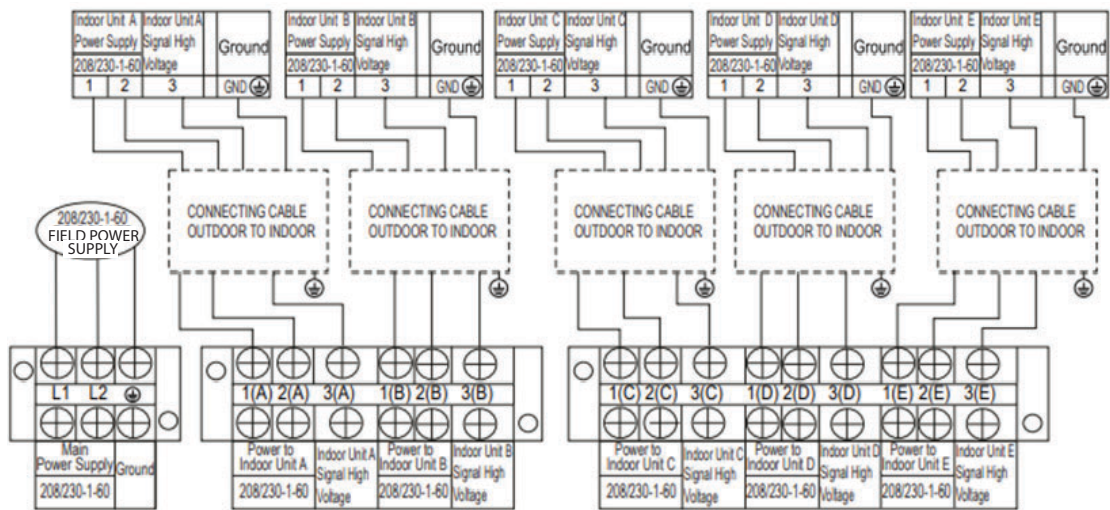 Indoor Unit A
Power Supply
208/230-1-60
Indoor Unit A
Signal High
Voltage
Ground
1 2 3 GND
Indoor Unit B
Power Supply
208/230-1-60
Indoor Unit B
Signal High
Voltage
Ground
1 2 3 GND
Indoor Unit C
Power Supply
208/230-1-60
Indoor Unit C
Signal High
Voltage
Ground
1 2 3 GND
Indoor Unit D
Power Supply
208/230-1-60
Indoor Unit D
Signal High
Voltage
Ground
1 2 3 GND
Indoor Unit E
Power Supply
208/230-1-60
Indoor Unit E
Signal High
Voltage
Ground
1 2 3 GND
208/230-1-60
FIELD POWER
SUPPLY
CONNECTING CABLE
OUTDOOR TO INDOOR
CONNECTING CABLE
OUTDOOR TO INDOOR
CONNECTING CABLE
OUTDOOR TO INDOOR
CONNECTING CABLE
OUTDOOR TO INDOOR
CONNECTING CABLE
OUTDOOR TO INDOOR
L1 L2
Main
Power Supply
208/230-1-60
Ground
1(A) 2(A) 3(A) 1(B) 2(B) 3(B)
Power to
Indoor Unit A
208/230-1-60
Indoor Unit A
Signal High
Voltage
Power to
Indoor Unit B
208/230-1-60
Indoor Unit B
Signal High
Voltage
1(C) 2(C) 3(C) 1(D) 2(D) 3(D) 1(E) 2(E) 3(E)
Power to
Indoor Unit C
208/230-1-60
Indoor Unit C
Signal High
Voltage
Power to
Indoor Unit D
208/230-1-60
Indoor Unit D
Signal High
Voltage
Power to
Indoor Unit E
208/230-1-60
Indoor Unit E
Signal High
Voltage